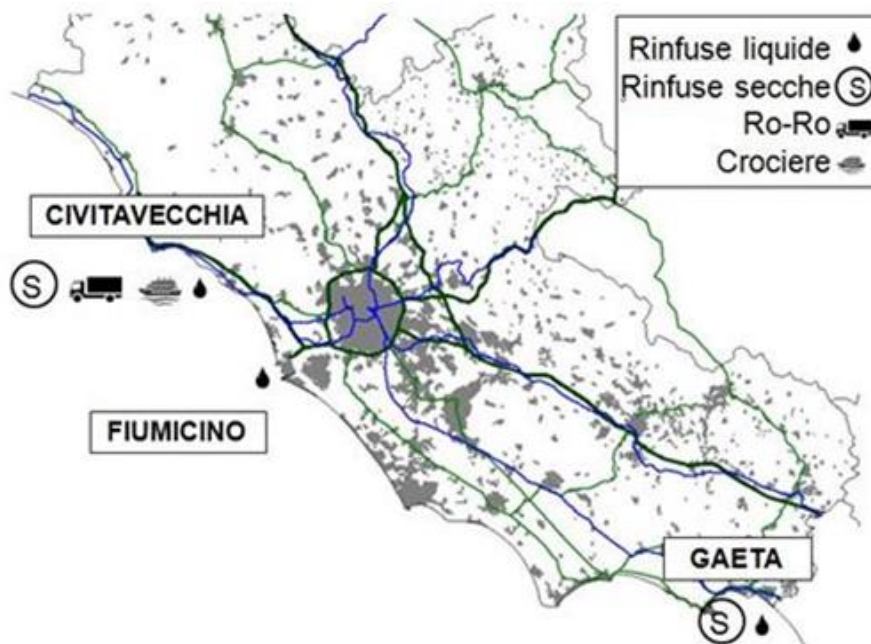 Rinfuse liquide
Rinfuse secche S
Ro-Ro
Crociere
CIVITAVECCHIA
S
FIUMICINO
GAETA
S